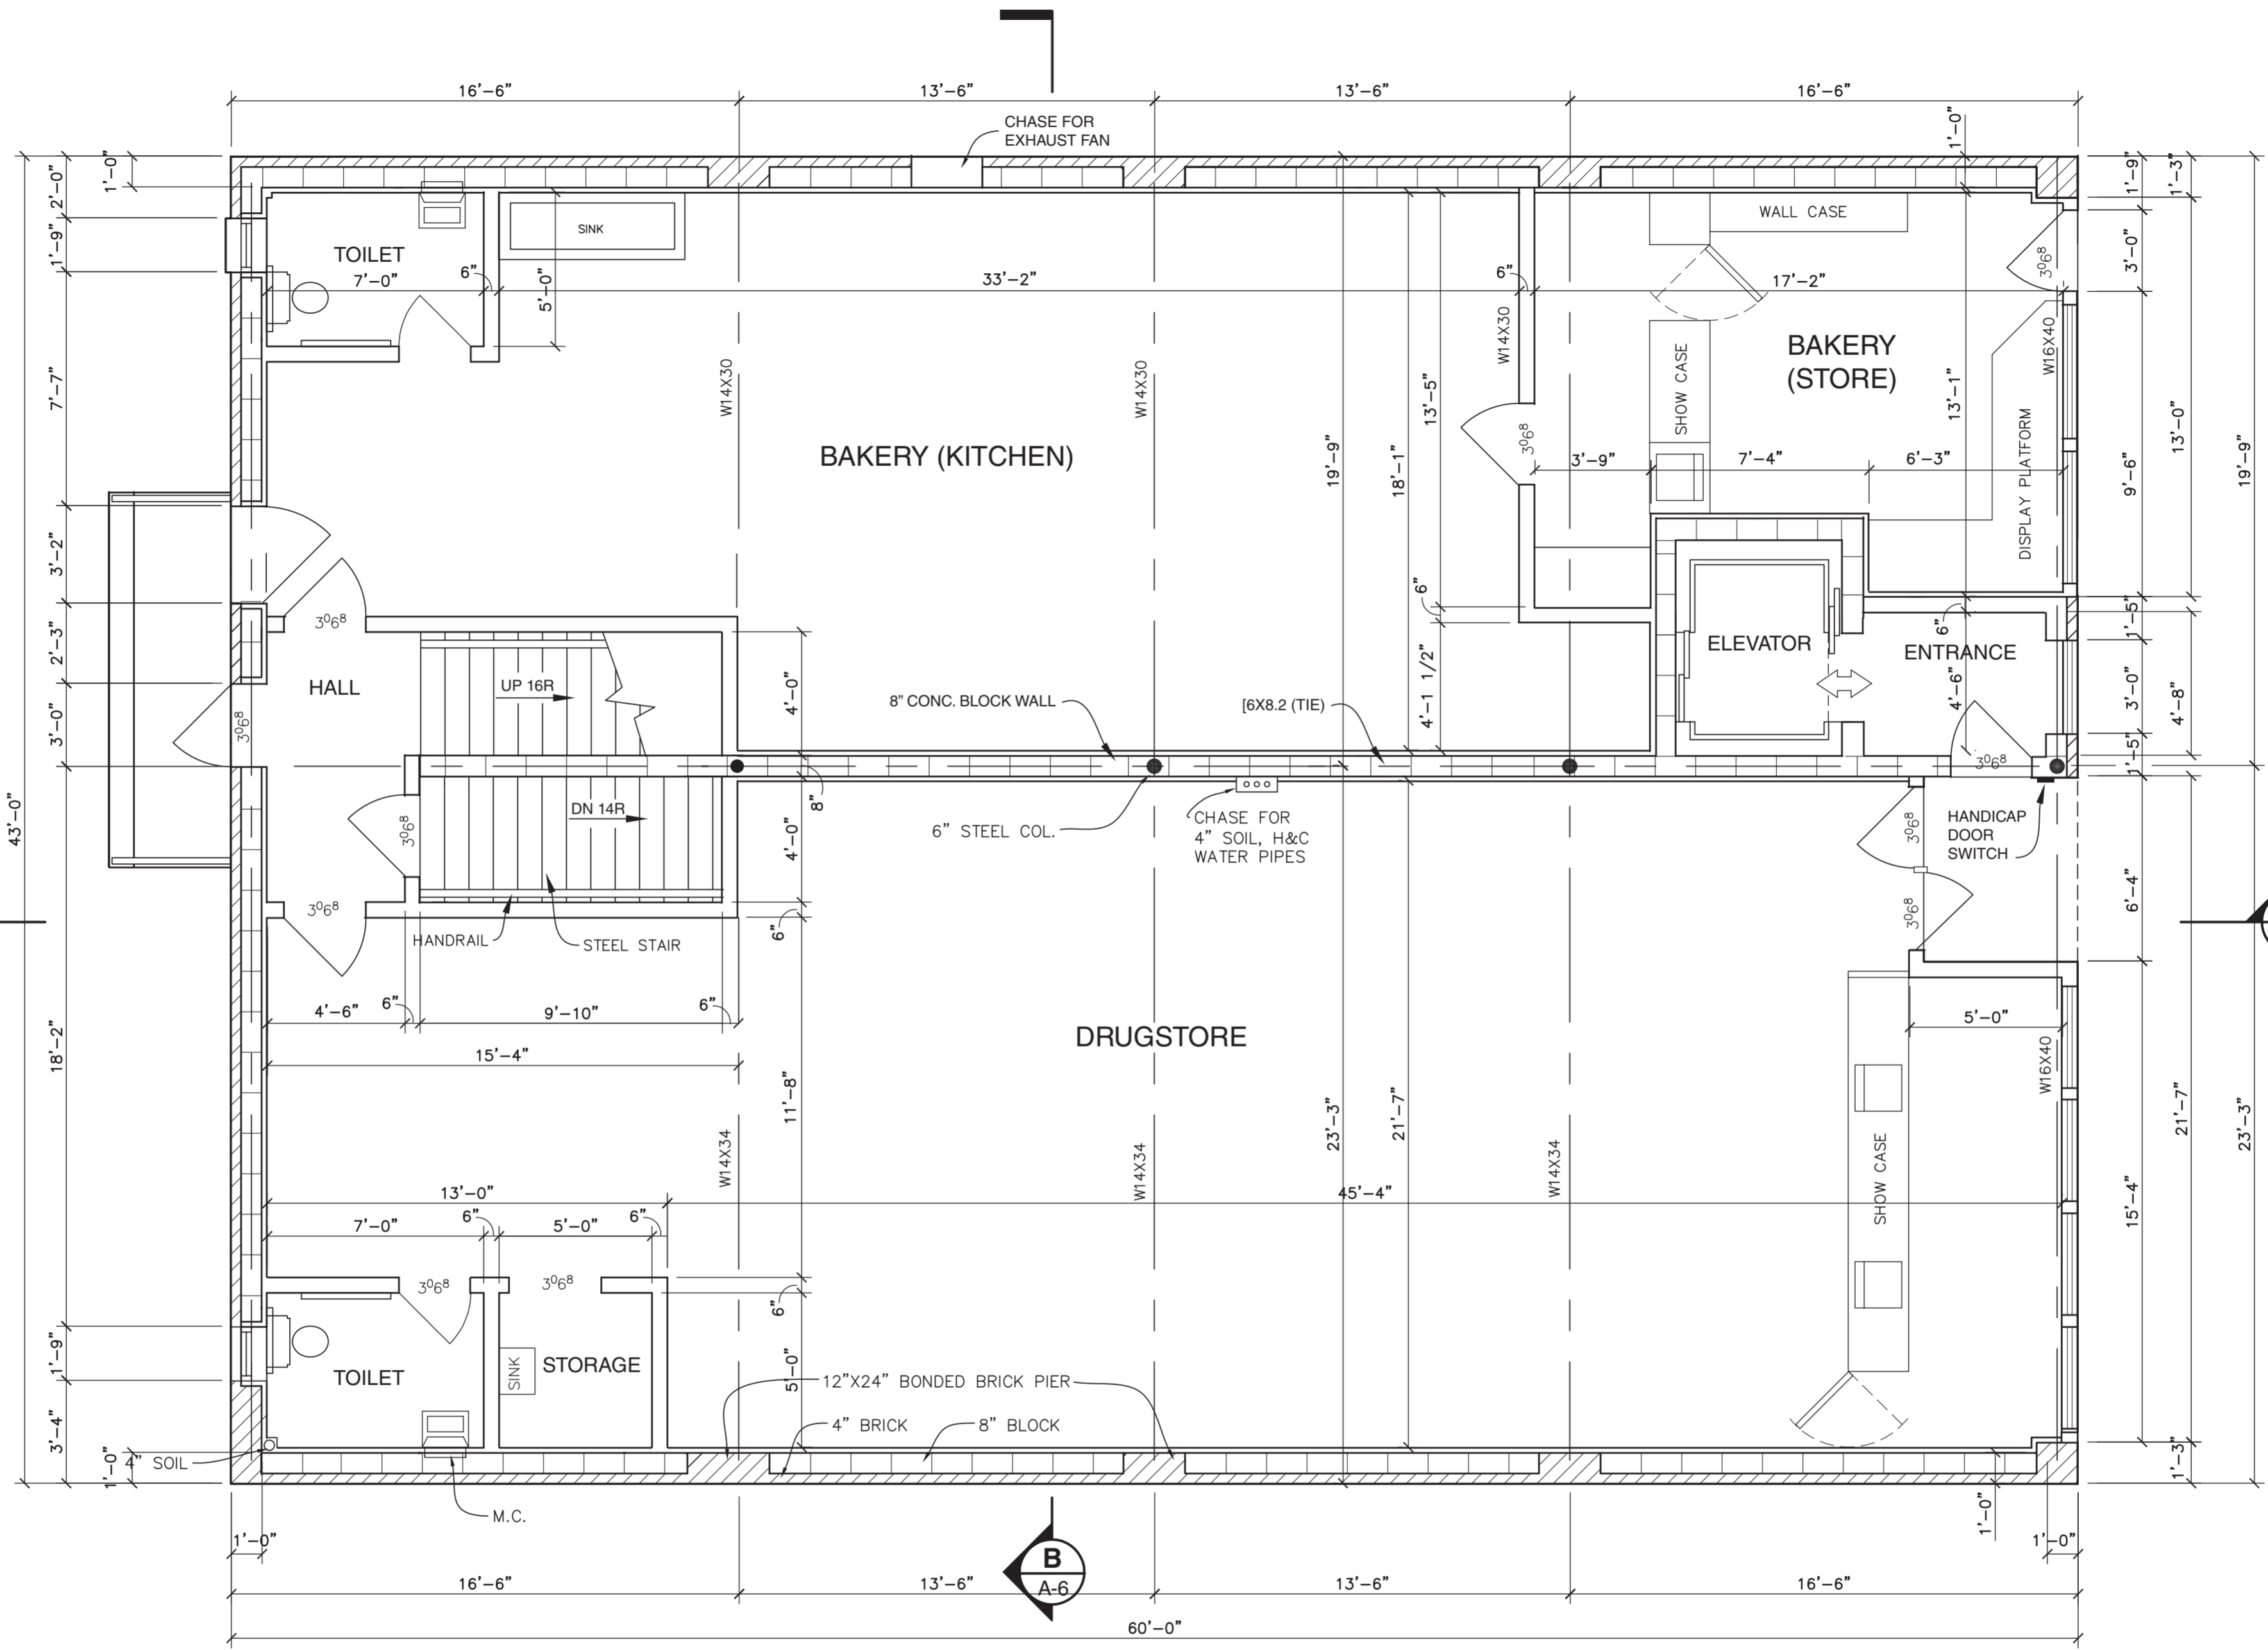 16'-6"
13'-6"
13'-6"
16'-6"
CHASE FOR
EXHAUST FAN
1'-0"
1'-0"
2'-0"
1'-9"
1'-3"
1'-9"
TOILET
7'-0"
6"
SINK
5'-0"
33'-2"
6"
WALL CASE
17'-2"
3⁰6⁸
3'-0"
W14X30
W14X30
W14X30
W16X40
BAKERY
(STORE)
SHOW CASE
7'-7"
13'-5"
13'-1"
13'-0"
BAKERY (KITCHEN)
19'-9"
18'-1"
3⁰6⁸
3'-9"
7'-4"
6'-3"
DISPLAY PLATFORM
9'-6"
19'-9"
3'-2"
6"
3⁰6⁸
2'-3"
HALL
UP 16R
4'-0"
8" CONC. BLOCK WALL
[6X8.2 (TIE)
4'-1 1/2"
ELEVATOR
6"
ENTRANCE
4'-6"
1'-5"
3'-0"
4'-8"
1'-5"
3⁰6⁸
3'-0"
3⁰6⁸
43'-0"
DN 14R
8"
4'-0"
3⁰6⁸
6" STEEL COL.
CHASE FOR
4" SOIL, H&C
WATER PIPES
3⁰6⁸
HANDICAP
DOOR
SWITCH
3⁰6⁸
6'-4"
3⁰6⁸
HANDRAIL
STEEL STAIR
6"
4'-6"
6"
9'-10"
6"
15'-4"
18'-2"
DRUGSTORE
5'-0"
W16X40
11'-8"
23'-3"
21'-7"
21'-7"
23'-3"
W14X34
W14X34
W14X34
SHOW CASE
15'-4"
13'-0"
45'-4"
7'-0"
6"
5'-0"
6"
3⁰6⁸
3⁰6⁸
6"
1'-9"
TOILET
SINK
STORAGE
5'-0"
12"X24" BONDED BRICK PIER
4" BRICK
8" BLOCK
3'-4"
1'-0"
4" SOIL
1'-3"
M.C.
1'-0"
1'-0"
1'-0"
B
A-6
16'-6"
13'-6"
13'-6"
16'-6"
60'-0"